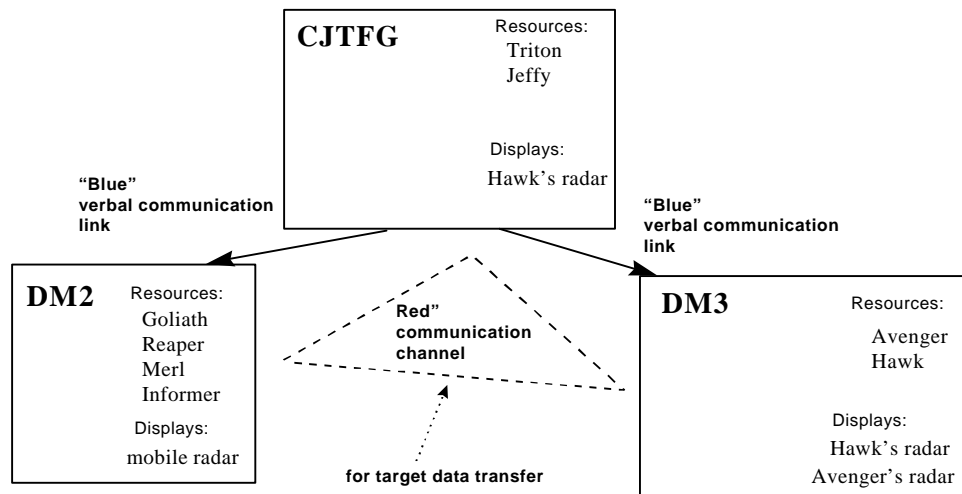 CJTFG
Resources:
Triton
Jeffy
Displays:
Hawk's radar
“Blue”
verbal communication
link
“Blue”
verbal communication
link
DM2
Resources:
Goliath
Reaper
Merl
Informer
Displays:
mobile radar
Red”
communication
channel
for target data transfer
DM3
Resources:
Avenger
Hawk
Displays:
Hawk's radar
Avenger's radar